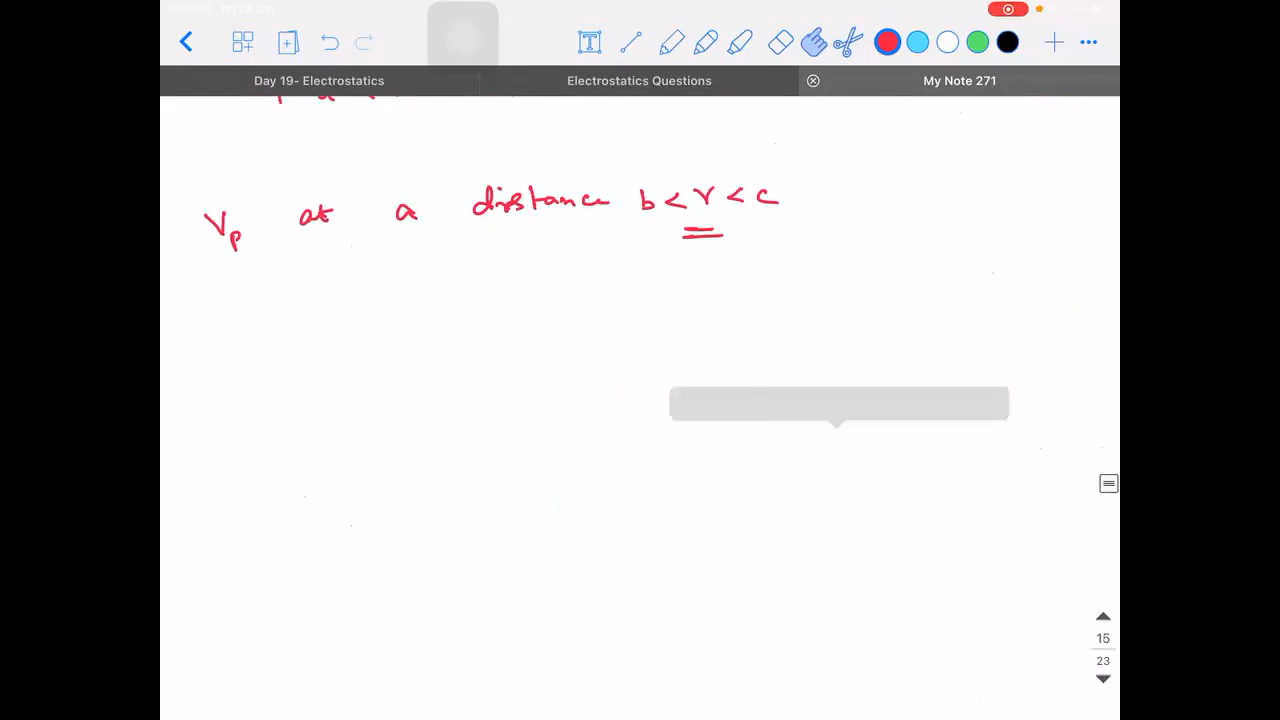 Day 19- Electrostatics
Electrostatics Questions
My Note 271
Vp at a distance b < r < c
15
23